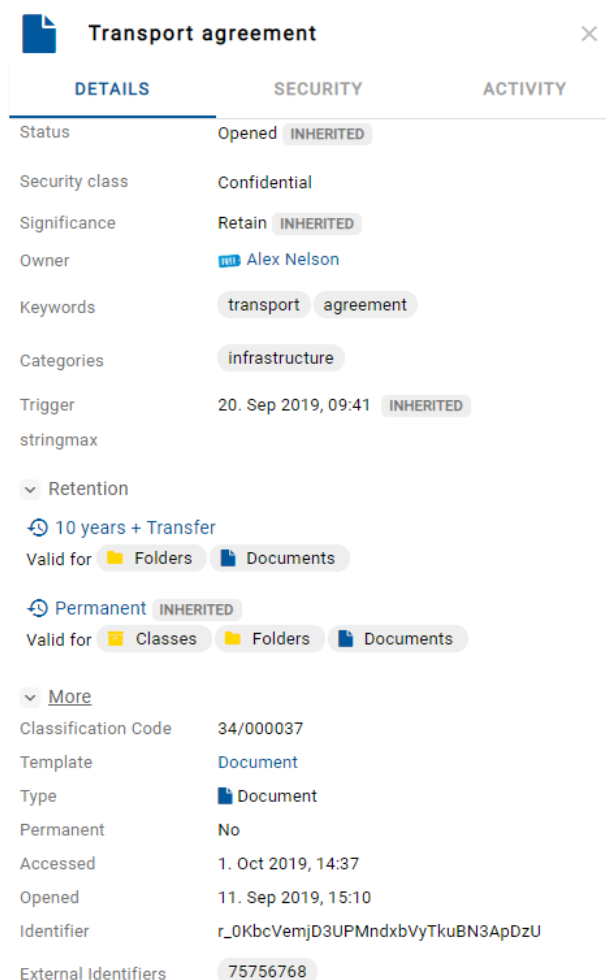 Transport agreement
DETAILS SECURITY ACTIVITY
Status Opened INHERITED
Security class Confidential
Significance Retain INHERITED
Owner Alex Nelson
Keywords transport agreement
Categories infrastructure
Trigger 20. Sep 2019, 09:41 INHERITED
stringmax
Retention
10 years + Transfer
Valid for Folders Documents
Permanent INHERITED
Valid for Classes Folders Documents
More
Classification Code 34/000037
Template Document
Type Document
Permanent No
Accessed 1. Oct 2019, 14:37
Opened 11. Sep 2019, 15:10
Identifier r_0KbcVemjD3UPMndxbVyTkuBN3ApDzU
External Identifiers 75756768